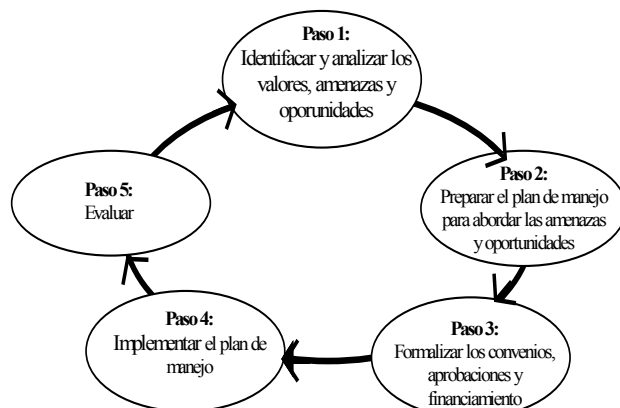 Paso 1:
Identifacar y analizar los
valores, amenazas y
oporunidades
Paso 2:
Preparar el plan de manejo
para abordar las amenazas
y oportunidades
Paso 3:
Formalizar los convenios,
aprobaciones y
financiamiento
Paso 4:
Implementar el plan de
manejo
Paso 5:
Evaluar